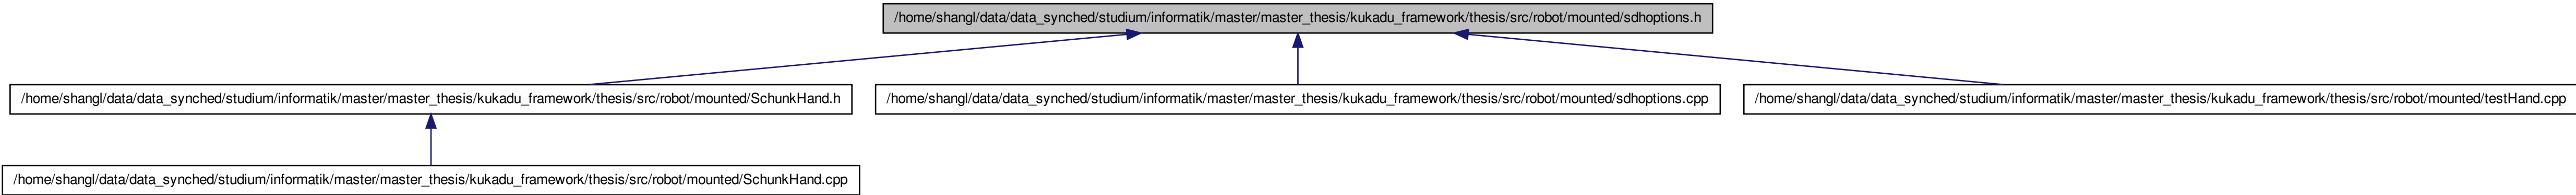 /home/shangl/data/data_synched/studium/informatik/master/master_thesis/kukadu_framework/thesis/src/robot/mounted/sdhoptions.h
/home/shangl/data/data_synched/studium/informatik/master/master_thesis/kukadu_framework/thesis/src/robot/mounted/SchunkHand.h
/home/shangl/data/data_synched/studium/informatik/master/master_thesis/kukadu_framework/thesis/src/robot/mounted/sdhoptions.cpp
/home/shangl/data/data_synched/studium/informatik/master/master_thesis/kukadu_framework/thesis/src/robot/mounted/testHand.cpp
/home/shangl/data/data_synched/studium/informatik/master/master_thesis/kukadu_framework/thesis/src/robot/mounted/SchunkHand.cpp